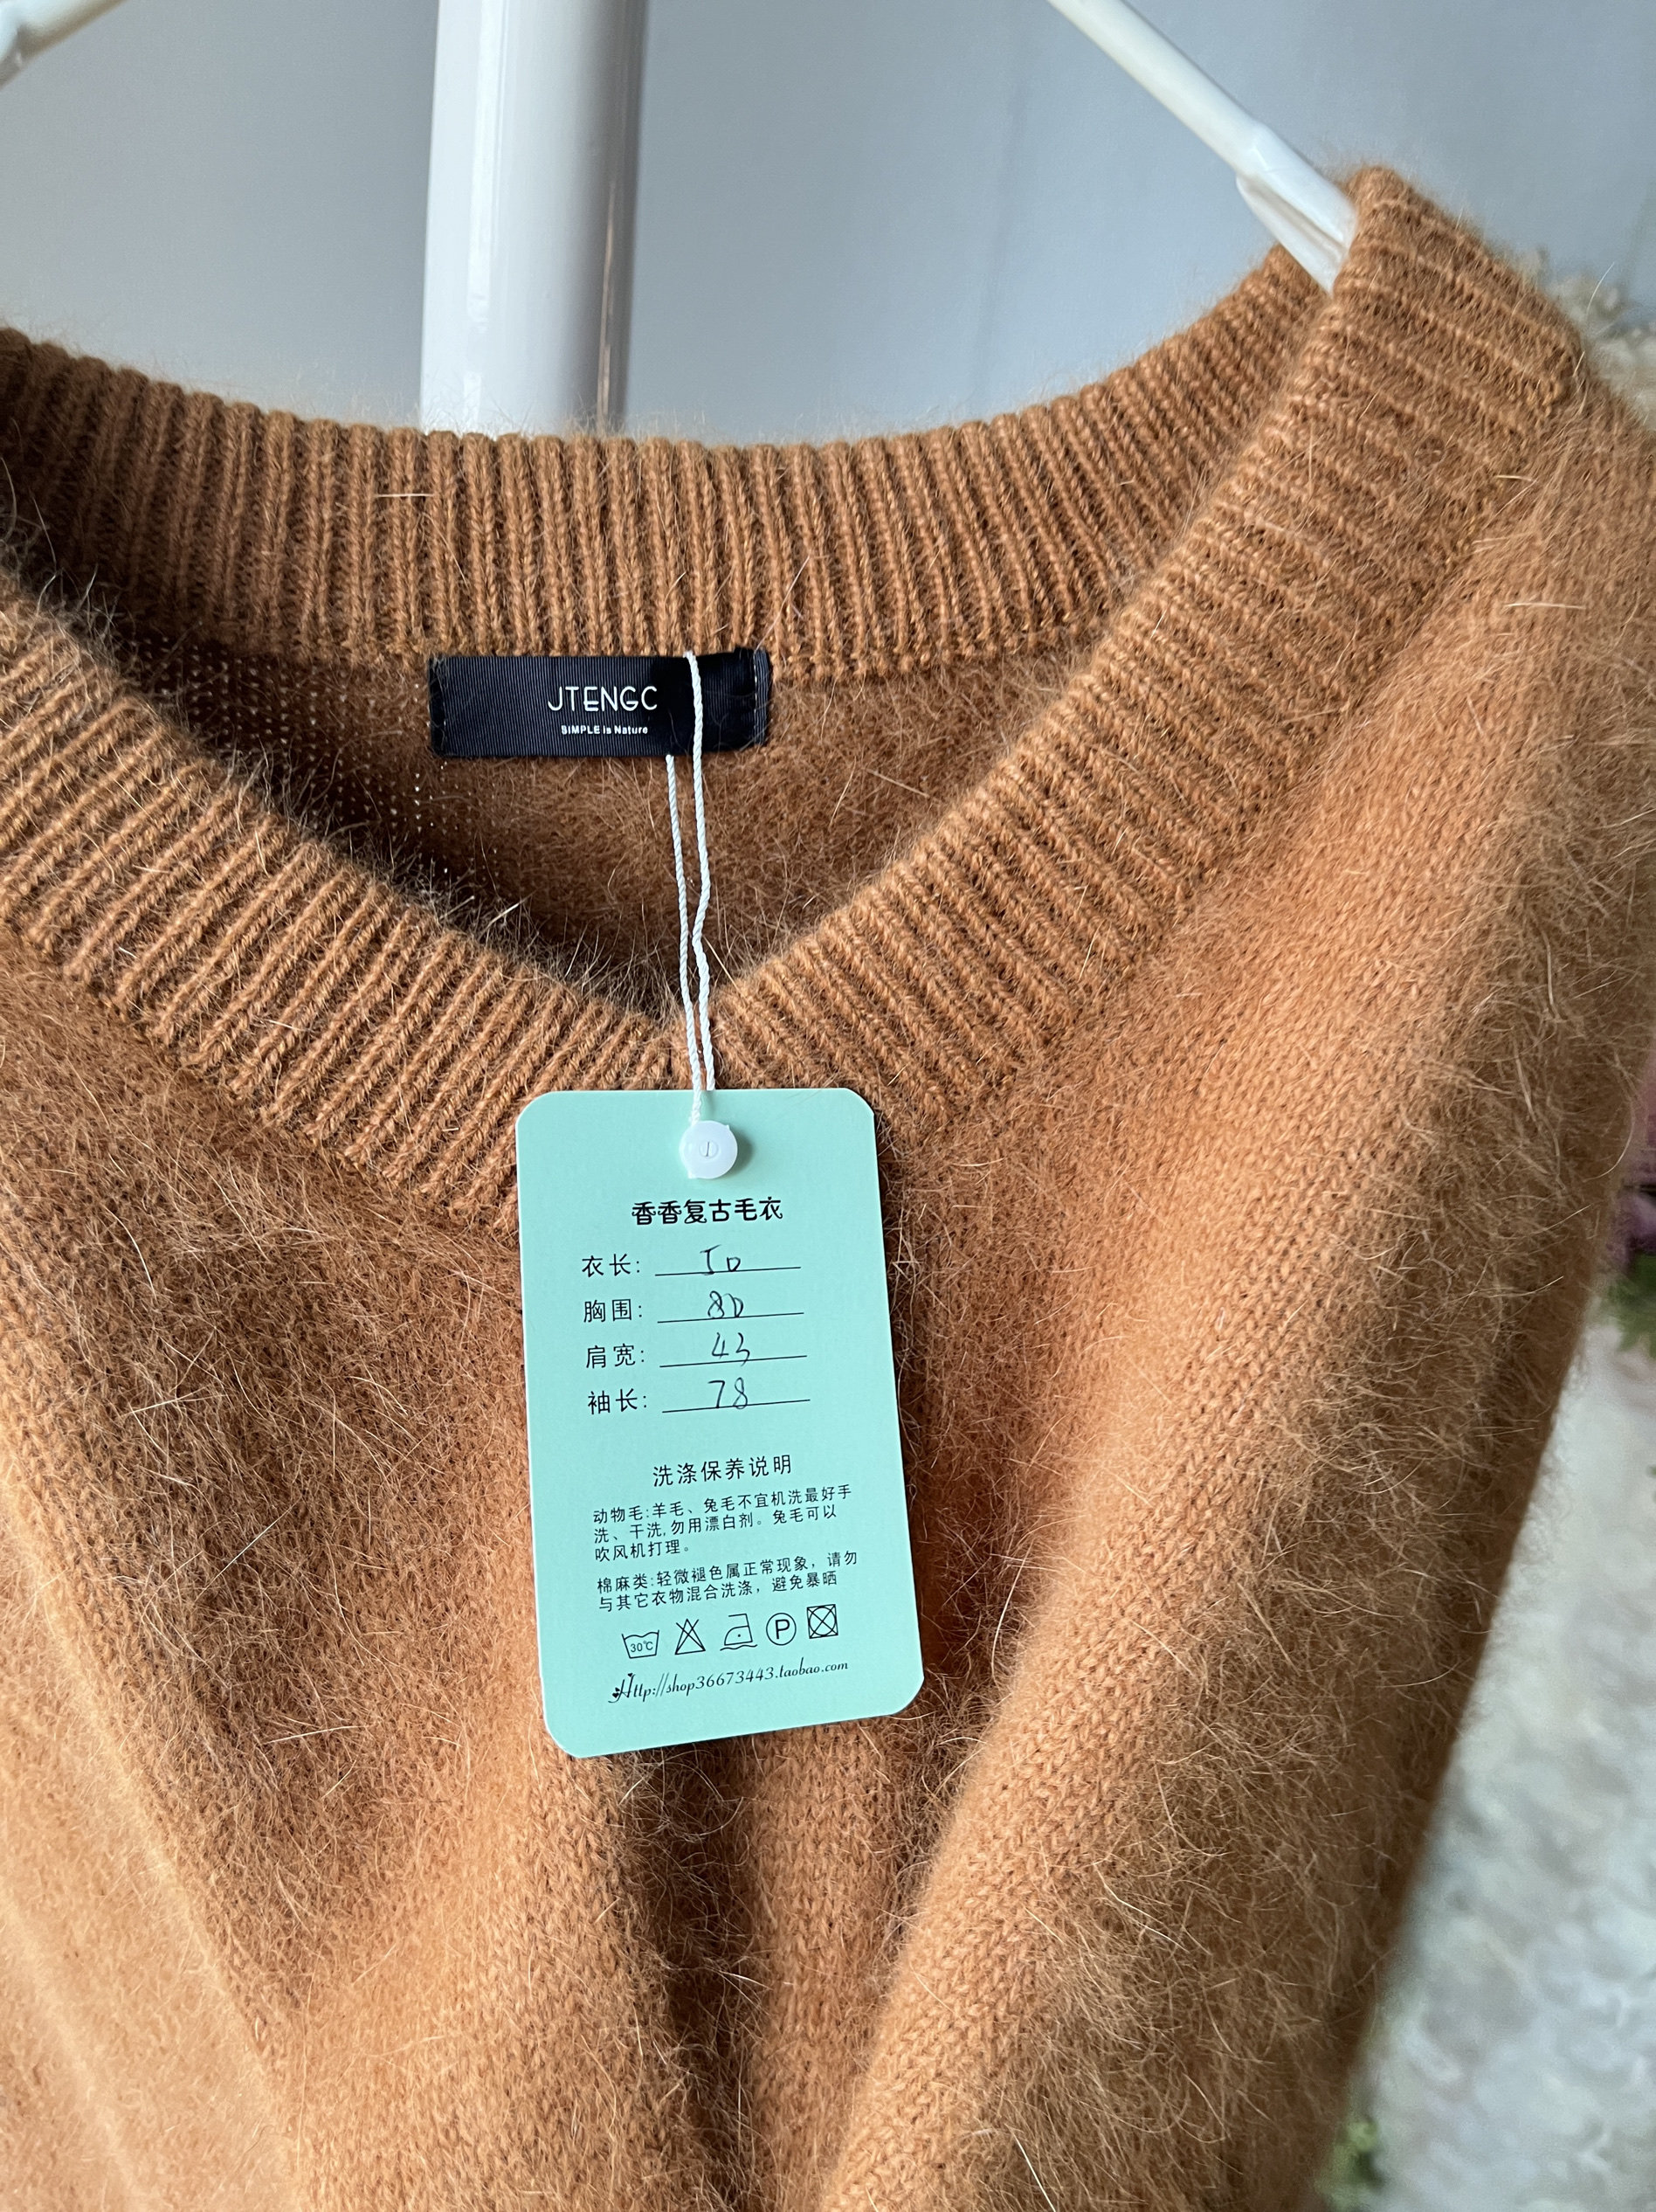 JTENGC
SIMPLE is Nature
香香复古毛衣
衣长: 50
胸围: 80
肩宽: 43
袖长: 78
洗涤保养说明
动物毛:羊毛、兔毛不宜机洗最好手
洗、干洗,勿用漂白剂。兔毛可以
吹风机打理。
棉麻类:轻微褪色属正常现象，请勿
与其它衣物混合洗涤，避免暴晒
30℃ P
Http://shop36673443.taobao.com